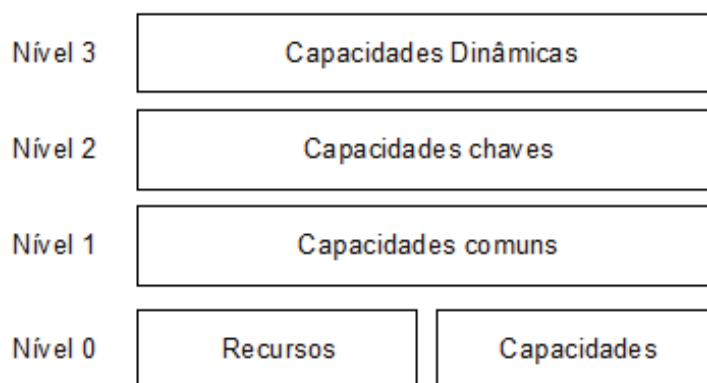 Nível 3 Capacidades Dinâmicas
Nível 2 Capacidades chaves
Nível 1 Capacidades comuns
Nível 0 Recursos Capacidades